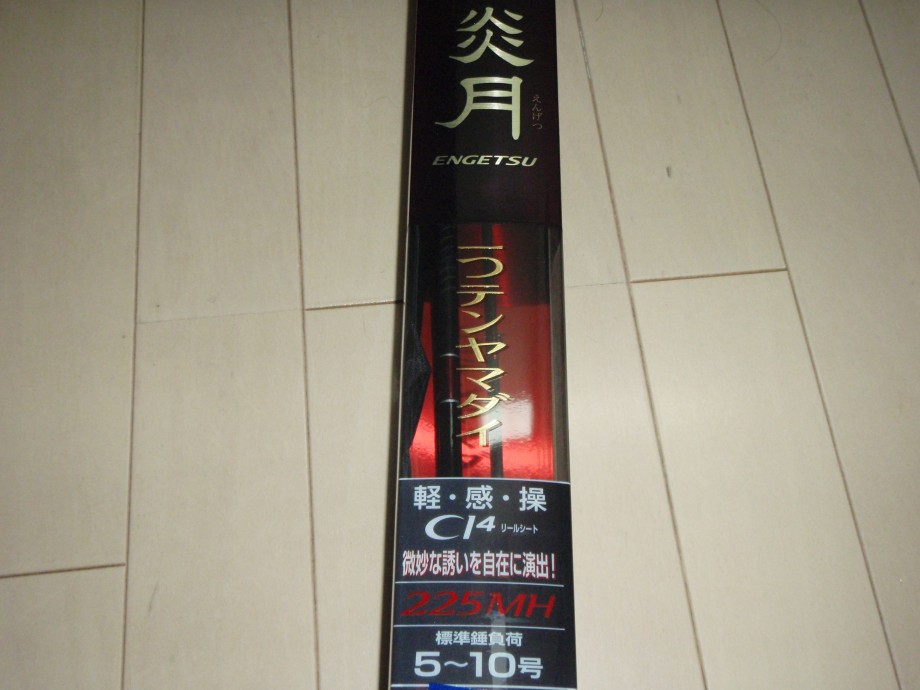 炎月
えんげつ
ENGETSU
一つテンヤマダイ
軽・感・操
CI4 リールシート
微妙な誘いを自在に演出!
225MH
標準錘負荷
5〜10号